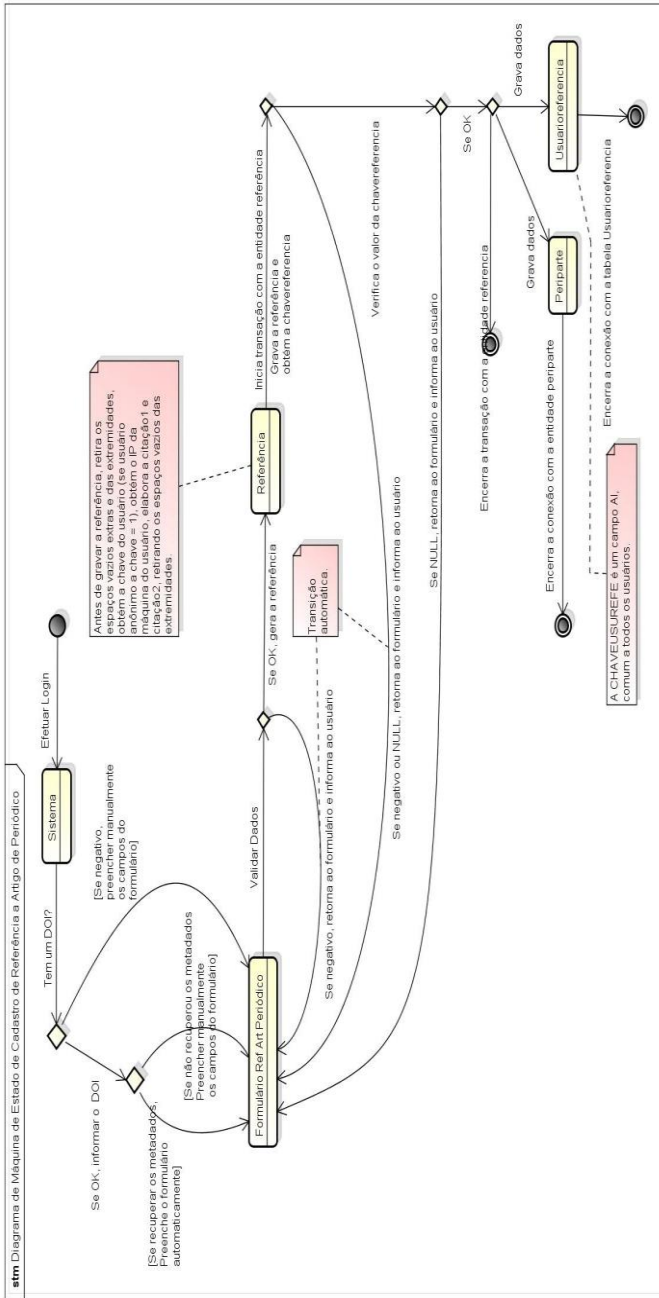 stm Diagrama de Máquina de Estado de Cadastro de Referência a Artigo de Periódico
Efetuar Login
Sistema
Tem um DOI?
[Se negativo,
preencher manualmente
os campos do
formulário]
Se OK, informar o DOI
[Se recuperar os metadados,
Preenche o formulário
automaticamente]
[Se não recuperou os metadados
Preencher manualmente
os campos do formulário]
Formulário Ref Art Periódico
Validar Dados
Se negativo, retorna ao formulário e informa ao usuário
Se OK, gera a referência
Transição
automática.
Antes de gravar a referência, retira os
espaços vazios extras e das extremidades,
obtém a chave do usuário (se usuário
anônimo a chave = 1), obtém o IP da
máquina do usuário, elabora a citação1 e
citação2, retirando os espaços vazios das
extremidades.
Referência
Inicia transação com a entidade referência
Grava a referência e
obtém a chavereferencia
Se negativo ou NULL, retorna ao formulário e informa ao usuário
Verifica o valor da chavereferencia
Se NULL, retorna ao formulário e informa ao usuário
Se OK
Encerra a transação com a entidade referencia
Grava dados
Periparte
Encerra a conexão com a entidade periparte
Grava dados
Usuarioreferencia
Encerra a conexão com a tabela Usuarioreferencia
A CHAVEUSUREFE é um campo AI,
comum a todos os usuários.